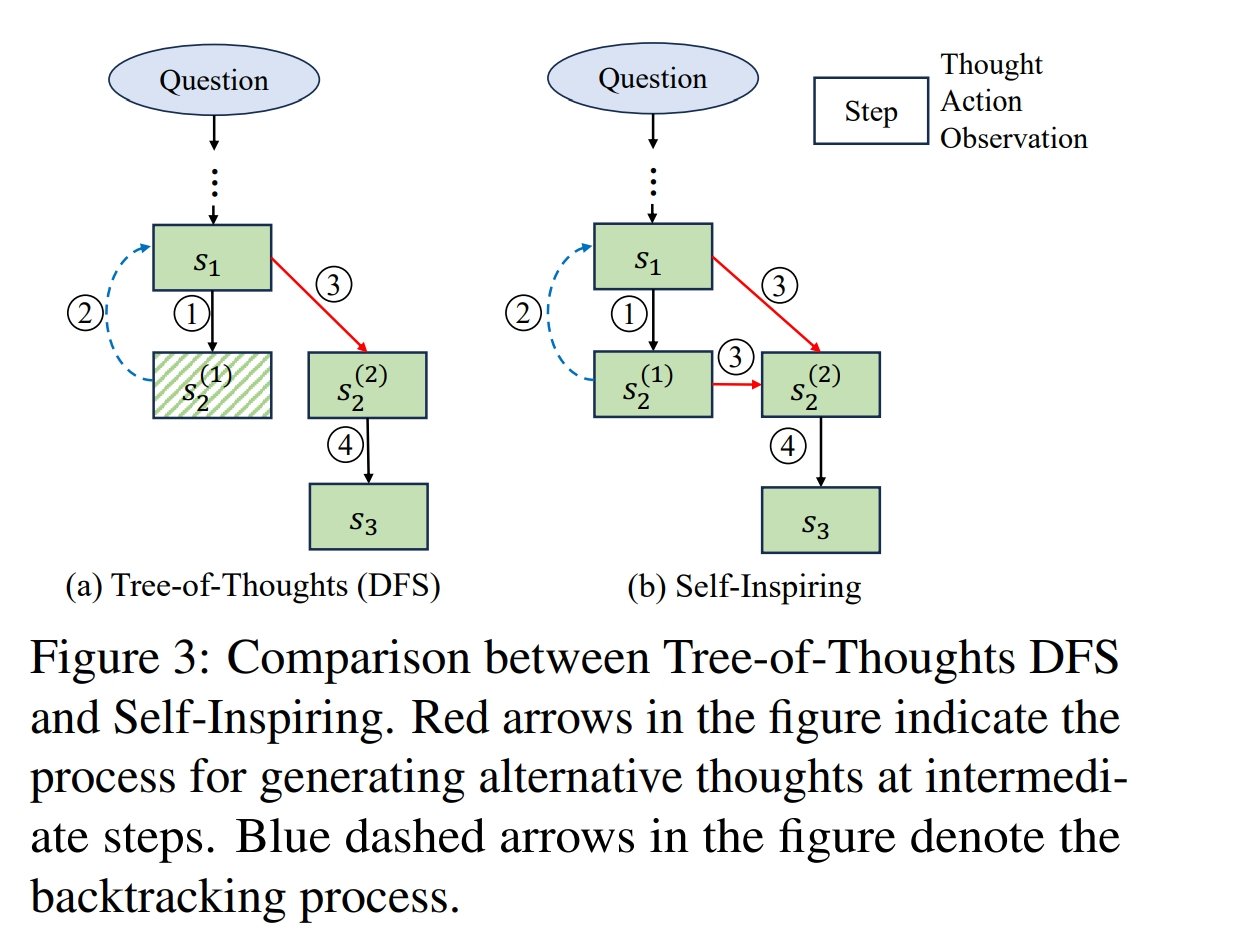 Question
⋮
s₁
①
②
③
s₂⁽¹⁾
s₂⁽²⁾
④
s₃
(a) Tree-of-Thoughts (DFS)
Question
⋮
s₁
①
②
③
③
s₂⁽¹⁾
s₂⁽²⁾
④
s₃
(b) Self-Inspiring
Step
Thought
Action
Observation
Figure 3: Comparison between Tree-of-Thoughts DFS
and Self-Inspiring. Red arrows in the figure indicate the
process for generating alternative thoughts at intermedi-
ate steps. Blue dashed arrows in the figure denote the
backtracking process.